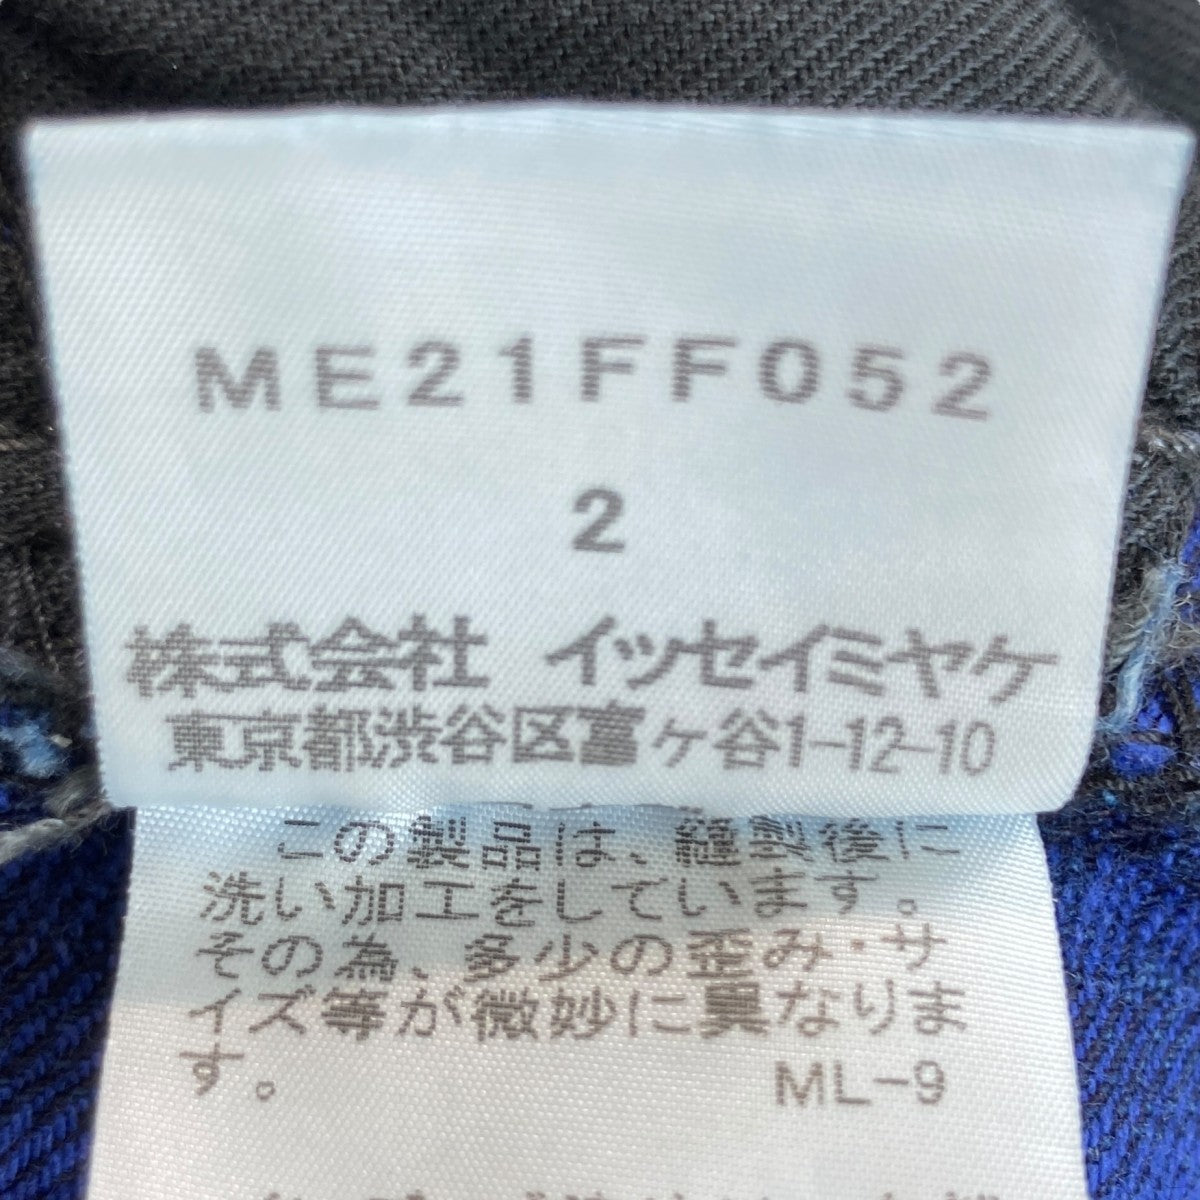 ME21FF052
2
株式会社 イッセイミヤケ
東京都渋谷区富ヶ谷1-12-10
この製品は、縫製後に
洗い加工をしています。
その為、多少の歪み・サ
イズ等が微妙に異なりま
す。 ML-9